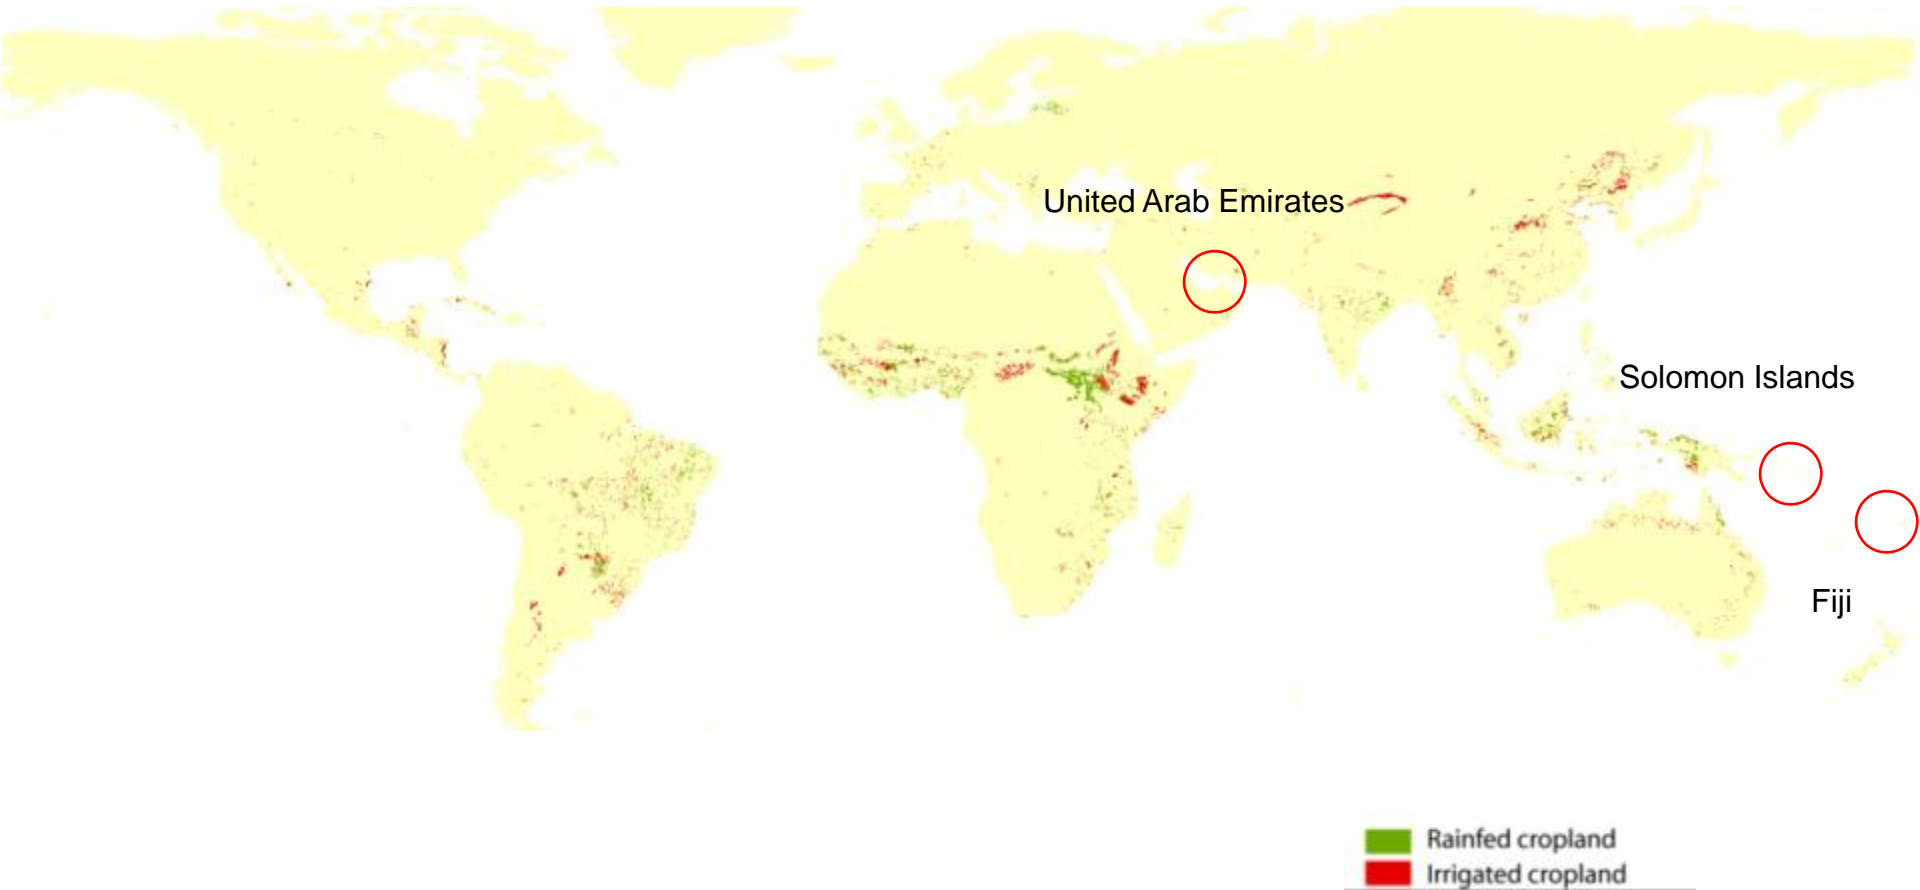 United Arab Emirates
Solomon Islands
Fiji
Rainfed cropland
Irrigated cropland